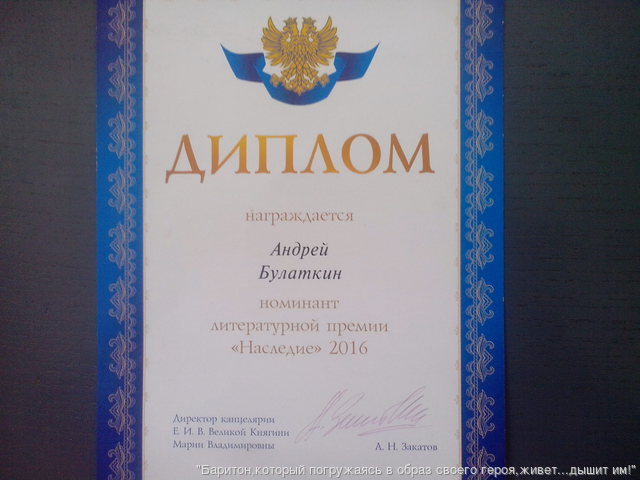 ДИПЛОМ
награждается
Андрей
Булаткин
номинант
литературной премии
«Наследие» 2016
Директор канцелярии
Е. И. В. Великой Княгини
Марии Владимировны
А. Н. Закатов
"Баритон,который погружаясь в образ своего героя,живет...дышит им!"